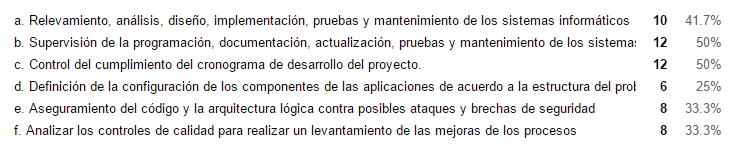 a. Relevamiento, análisis, diseño, implementación, pruebas y mantenimiento de los sistemas informáticos 10 41.7%
b. Supervisión de la programación, documentación, actualización, pruebas y mantenimiento de los sistemas 12 50%
c. Control del cumplimiento del cronograma de desarrollo del proyecto. 12 50%
d. Definición de la configuración de los componentes de las aplicaciones de acuerdo a la estructura del 6 25%
e. Aseguramiento del código y la arquitectura lógica contra posibles ataques y brechas de seguridad 8 33.3%
f. Analizar los controles de calidad para realizar un levantamiento de las mejoras de los procesos 8 33.3%